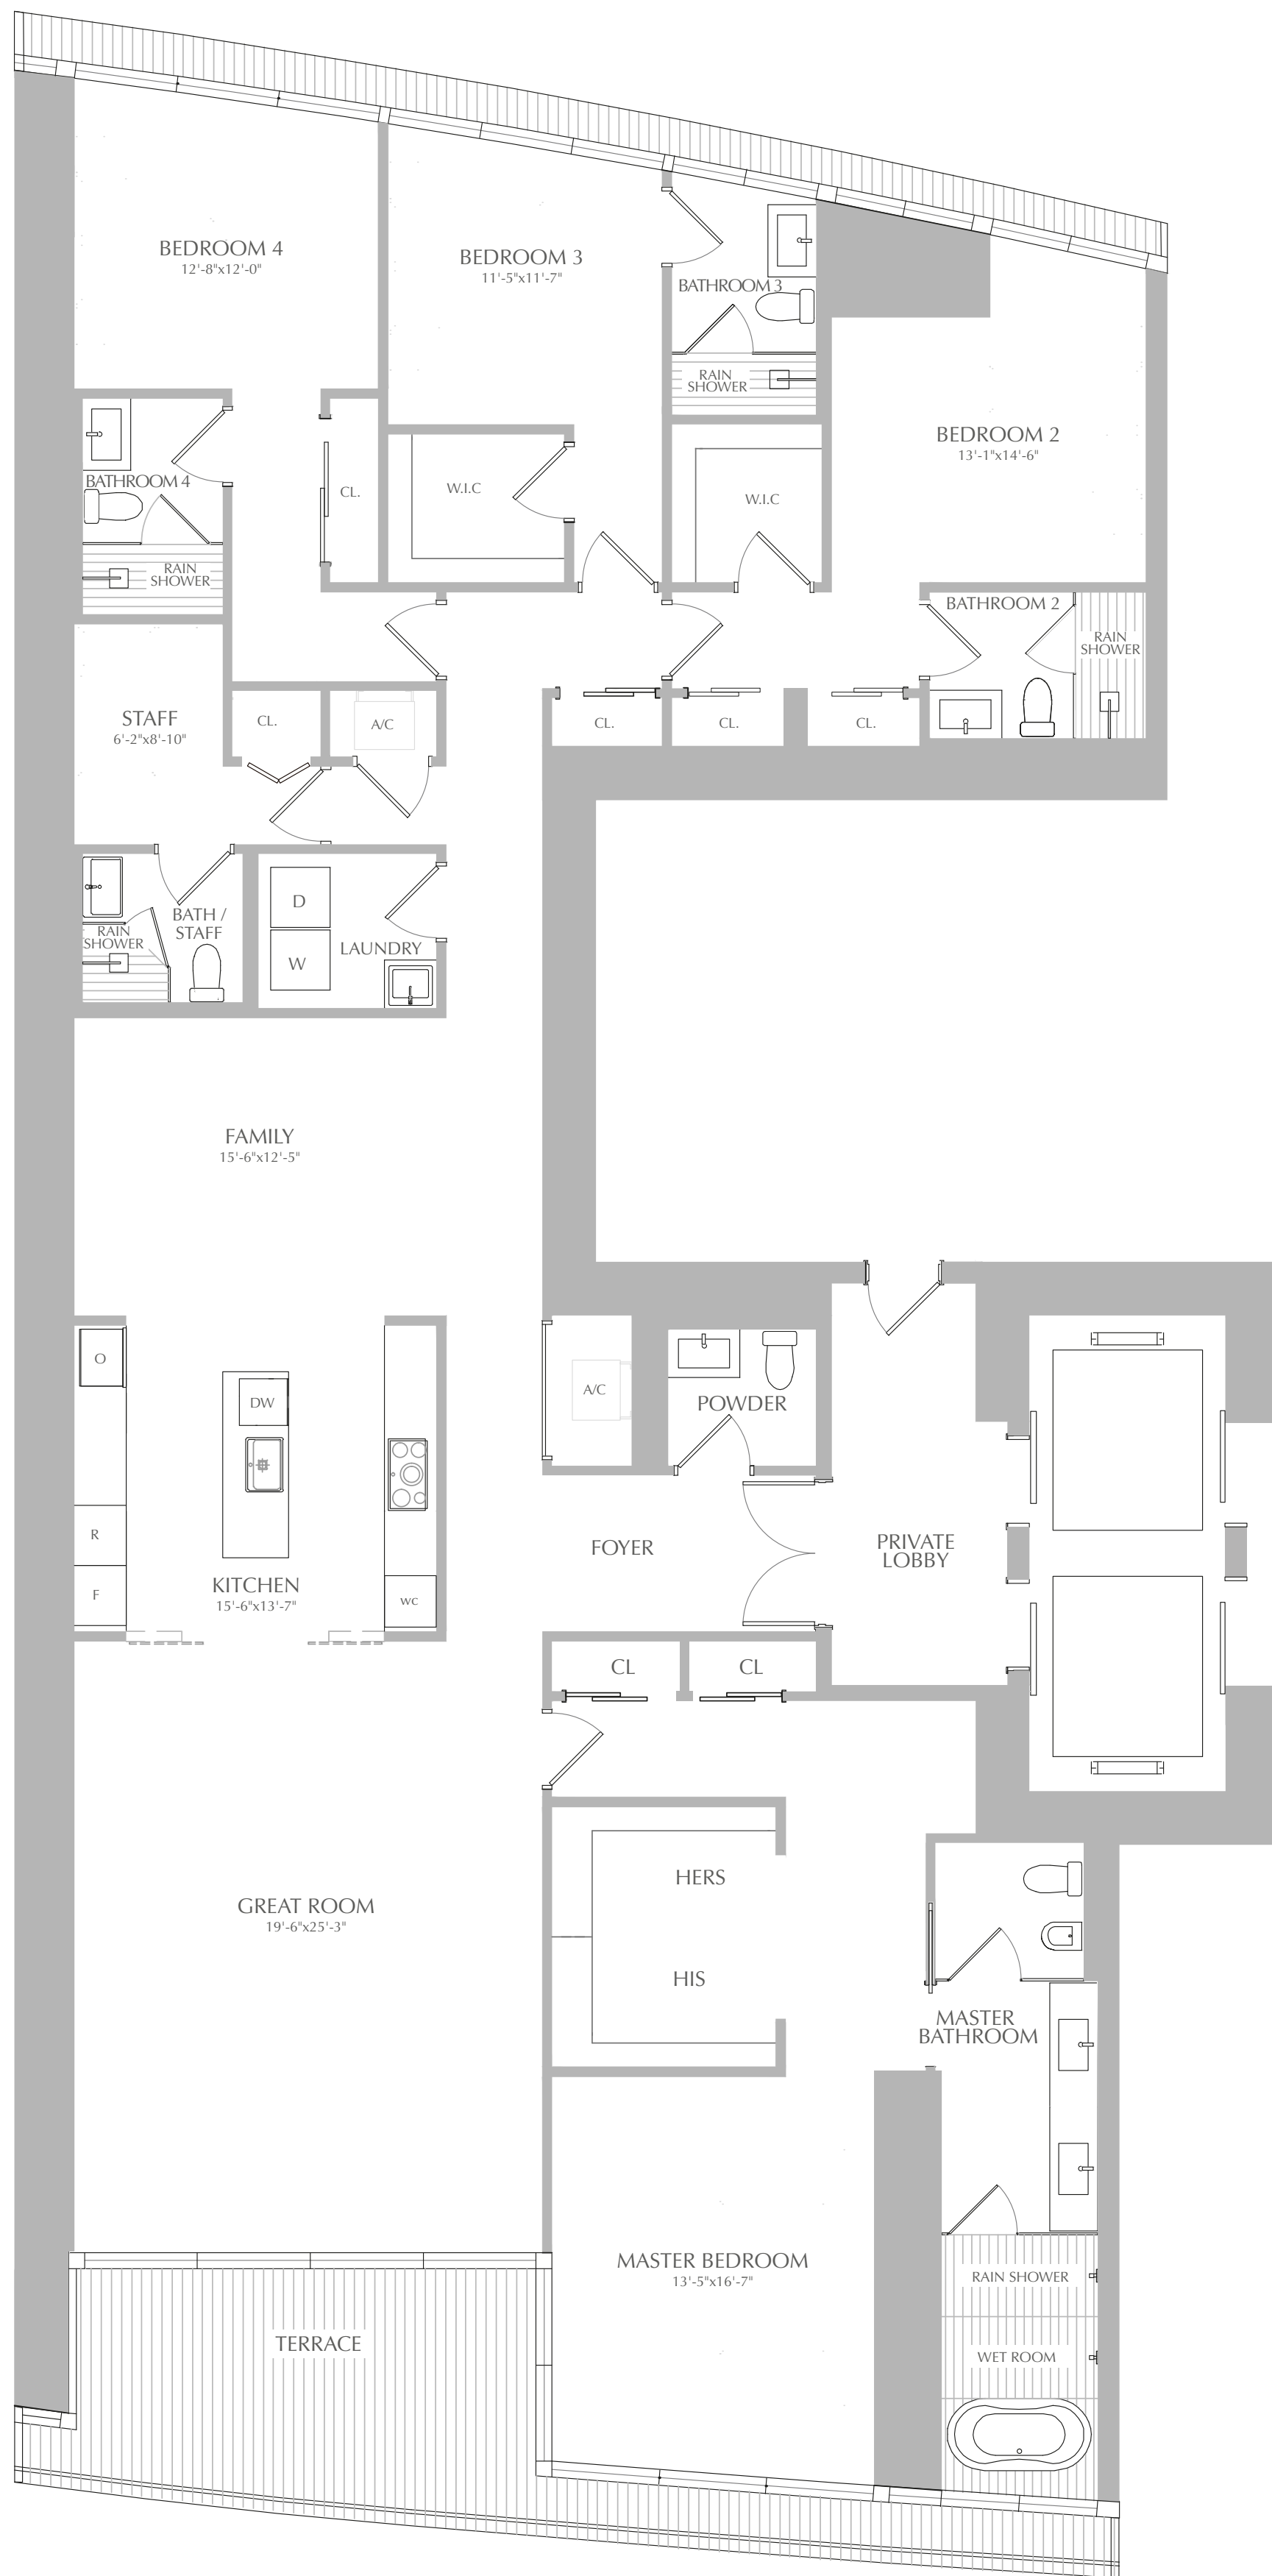 BEDROOM 4
12'-8"x12'-0"
BEDROOM 3
11'-5"x11'-7"
BATHROOM 3
RAIN
SHOWER
BEDROOM 2
13'-1"x14'-6"
BATHROOM 4
RAIN
SHOWER
CL.
W.I.C
W.I.C
BATHROOM 2
RAIN
SHOWER
STAFF
6'-2"x8'-10"
CL.
A/C
CL.
CL.
CL.
BATH /
STAFF
RAIN
SHOWER
D
W
LAUNDRY
FAMILY
15'-6"x12'-5"
O
DW
R
F
KITCHEN
15'-6"x13'-7"
WC
A/C
POWDER
FOYER
PRIVATE
LOBBY
CL
CL
GREAT ROOM
19'-6"x25'-3"
HERS
HIS
MASTER
BATHROOM
MASTER BEDROOM
13'-5"x16'-7"
RAIN SHOWER
WET ROOM
TERRACE